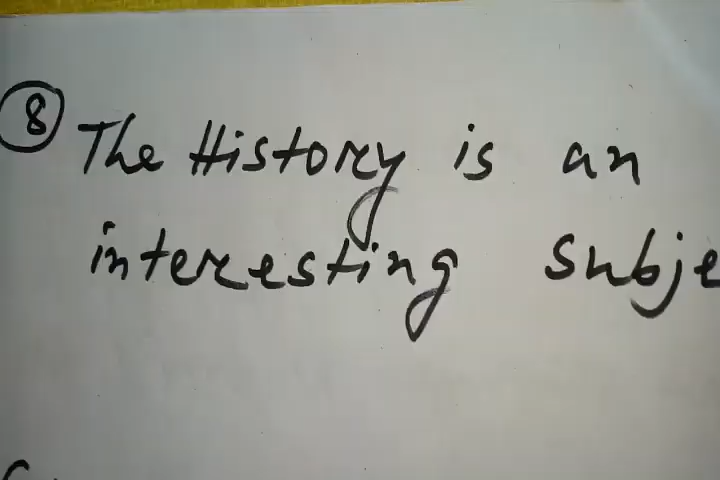 8 The History is an
interesting subje